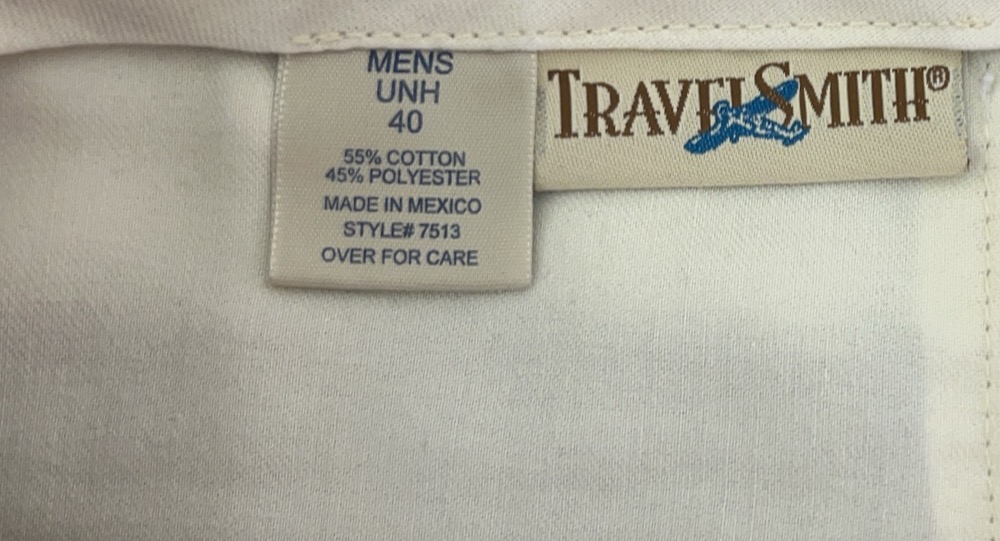 MENS
UNH
40
55% COTTON
45% POLYESTER
MADE IN MEXICO
STYLE# 7513
OVER FOR CARE
TRAVELSMITH®